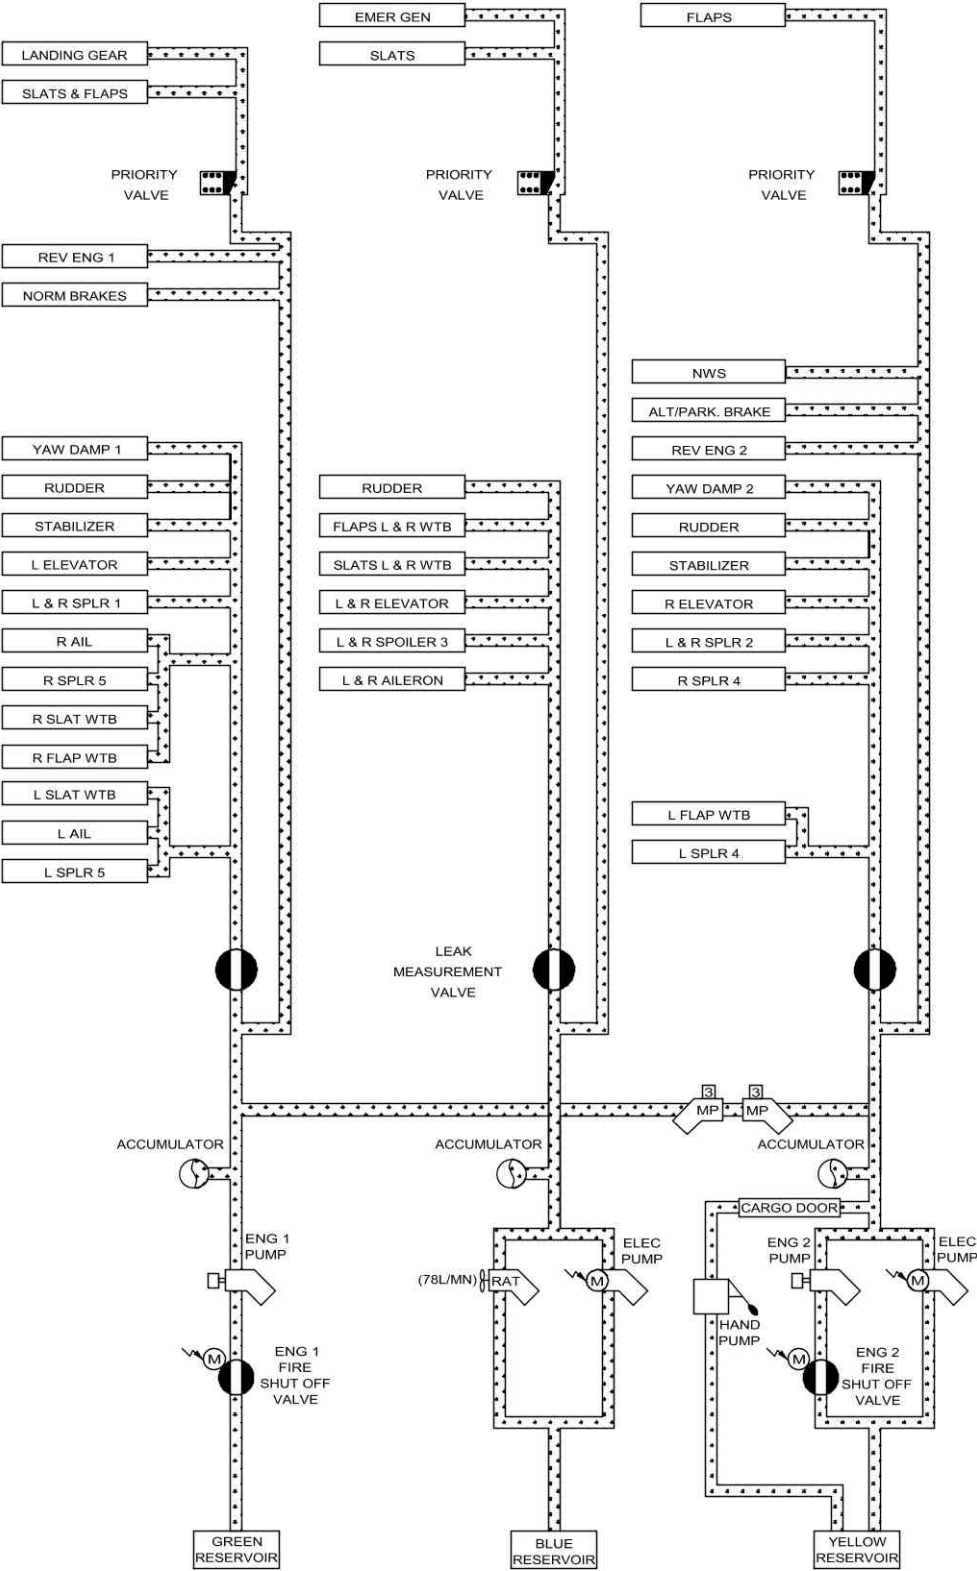 EMER GEN
FLAPS
LANDING GEAR
SLATS
SLATS & FLAPS
PRIORITY
VALVE
PRIORITY
VALVE
PRIORITY
VALVE
REV ENG 1
NORM BRAKES
NWS
ALT/PARK. BRAKE
REV ENG 2
YAW DAMP 1
RUDDER
STABILIZER
L ELEVATOR
L & R SPLR 1
R AIL
R SPLR 5
R SLAT WTB
R FLAP WTB
L SLAT WTB
L AIL
L SPLR 5
RUDDER
FLAPS L & R WTB
SLATS L & R WTB
L & R ELEVATOR
L & R SPOILER 3
L & R AILERON
YAW DAMP 2
RUDDER
STABILIZER
R ELEVATOR
L & R SPLR 2
R SPLR 4
L FLAP WTB
L SPLR 4
LEAK
MEASUREMENT
VALVE
3
MP
3
MP
ACCUMULATOR
ACCUMULATOR
ACCUMULATOR
CARGO DOOR
ENG 1
PUMP
(78L/MN)
RAT
ELEC
PUMP
M
ENG 2
PUMP
ELEC
PUMP
M
HAND
PUMP
M
ENG 1
FIRE
SHUT OFF
VALVE
M
ENG 2
FIRE
SHUT OFF
VALVE
GREEN
RESERVOIR
BLUE
RESERVOIR
YELLOW
RESERVOIR